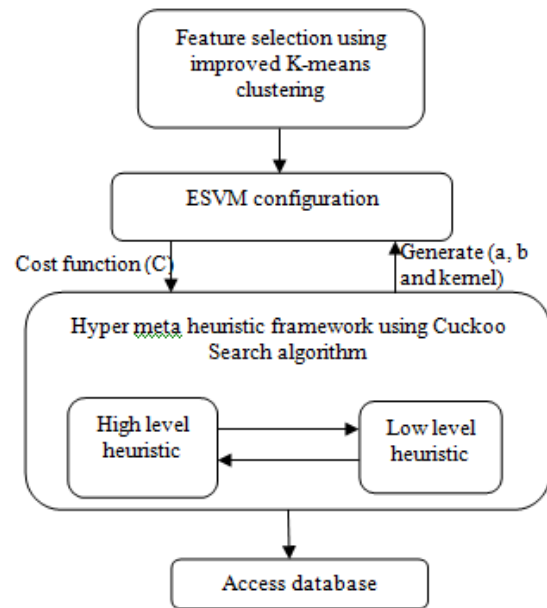 Feature selection using
improved K-means
clustering
ESVM configuration
Cost function (C)
Generate (a, b
and kernel)
Hyper meta heuristic framework using Cuckoo
Search algorithm
High level
heuristic
Low level
heuristic
Access database